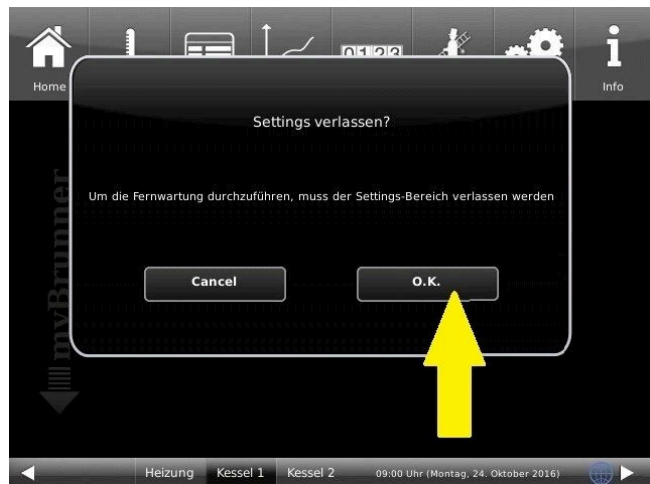 0123
Home
Info
Settings verlassen?
Um die Fernwartung durchzuführen, muss der Settings-Bereich verlassen werden
Cancel
O.K.
myBrunner
Heizung Kessel 1 Kessel 2 09:00 Uhr (Montag, 24. Oktober 2016)